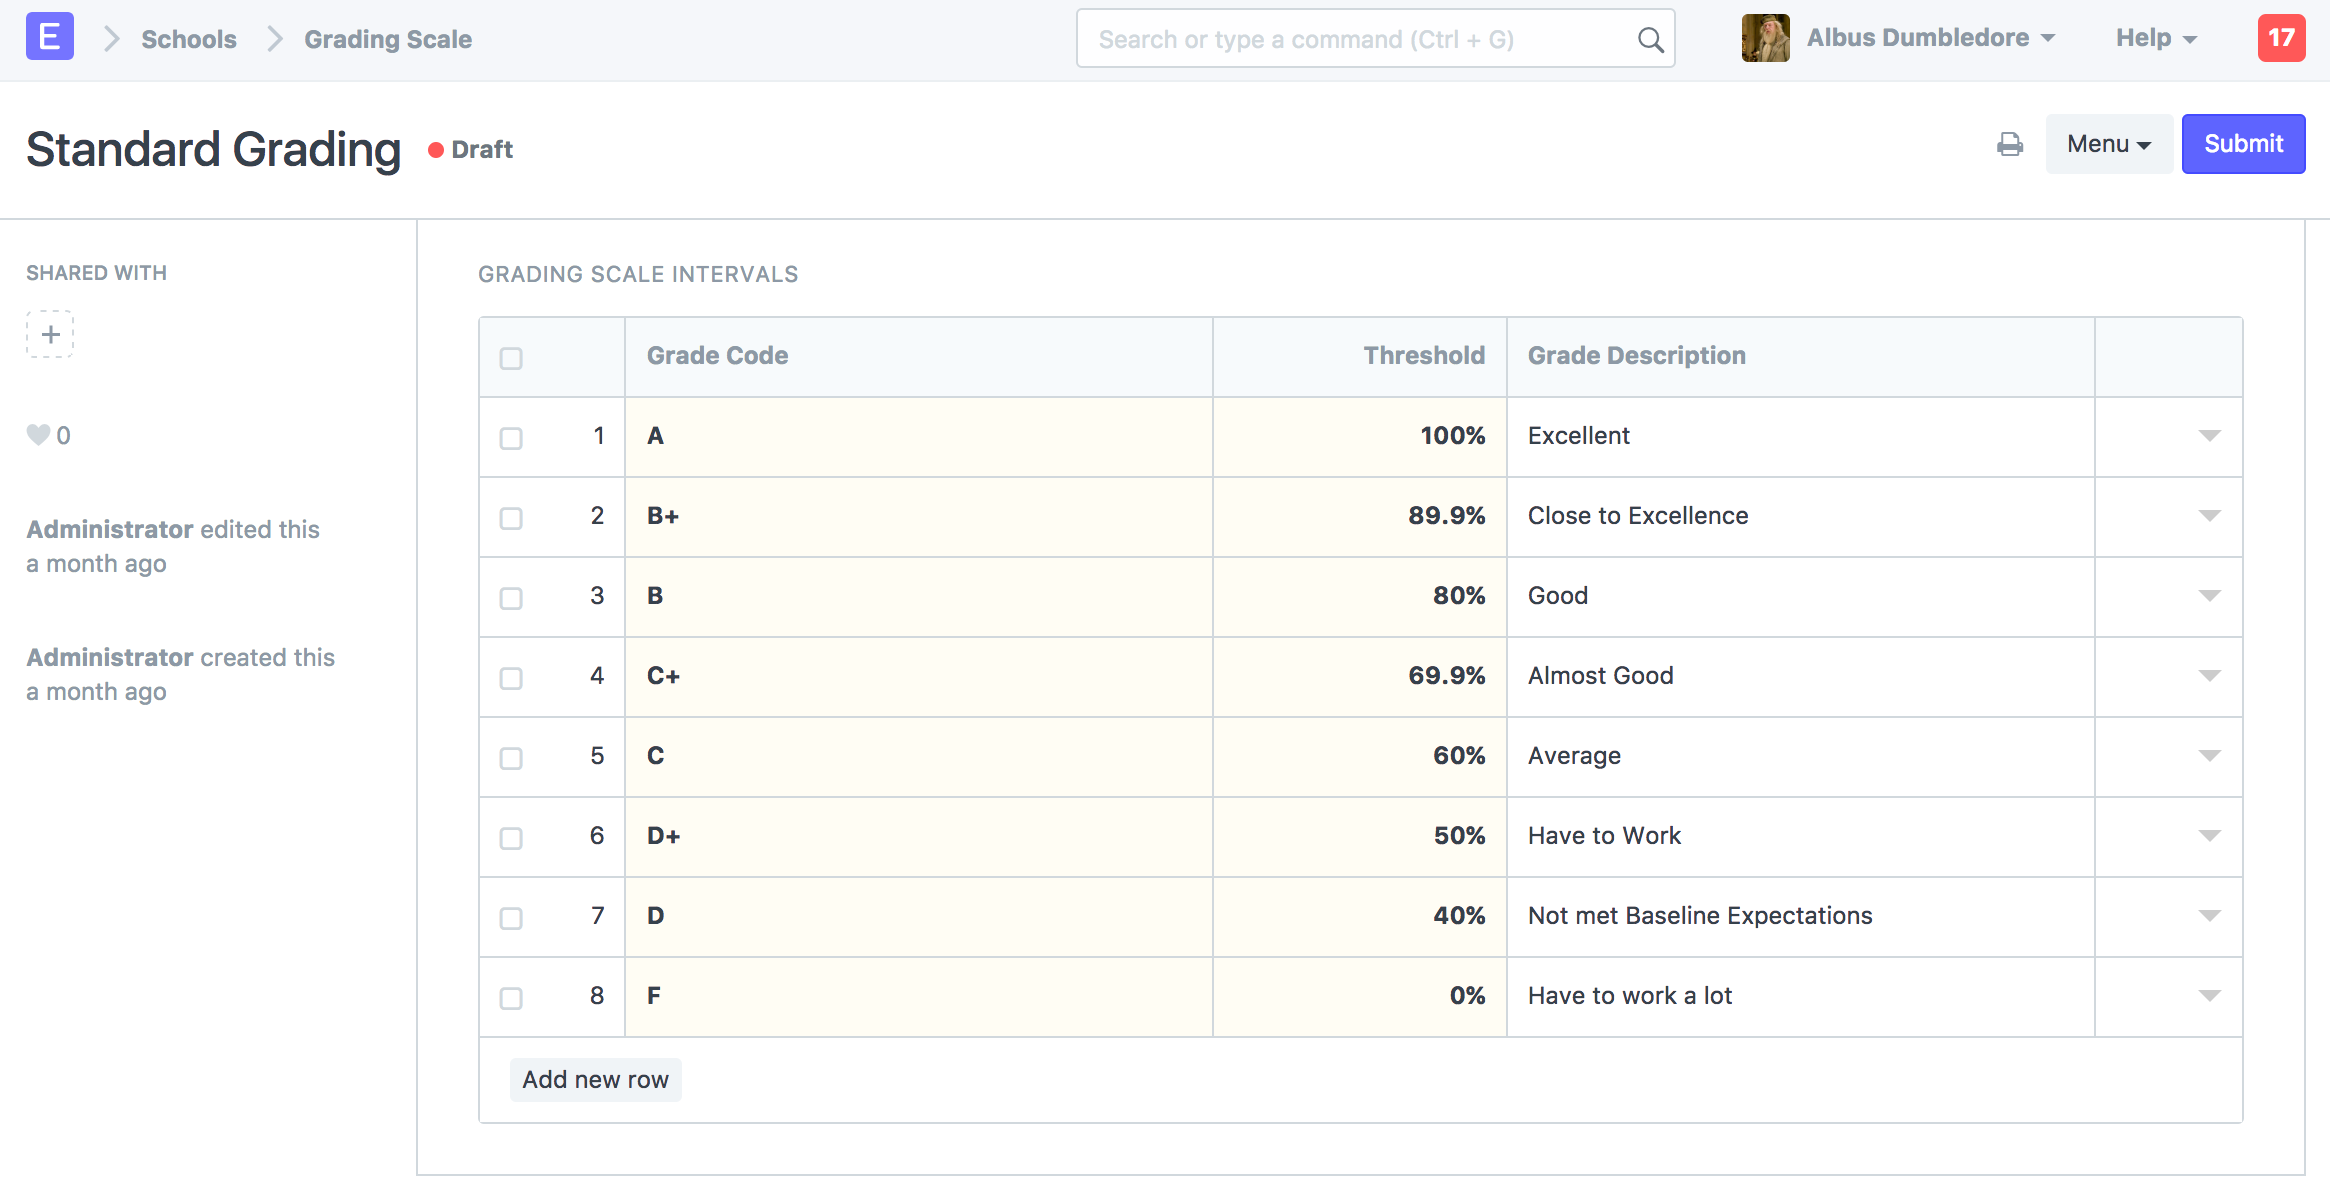 E Schools Grading Scale Search or type a command (Ctrl + G) Albus Dumbledore Help 17
Standard Grading Draft Menu Submit
SHARED WITH
+
0
Administrator edited this
a month ago
Administrator created this
a month ago
GRADING SCALE INTERVALS
Grade Code Threshold Grade Description
1 A 100% Excellent
2 B+ 89.9% Close to Excellence
3 B 80% Good
4 C+ 69.9% Almost Good
5 C 60% Average
6 D+ 50% Have to Work
7 D 40% Not met Baseline Expectations
8 F 0% Have to work a lot
Add new row